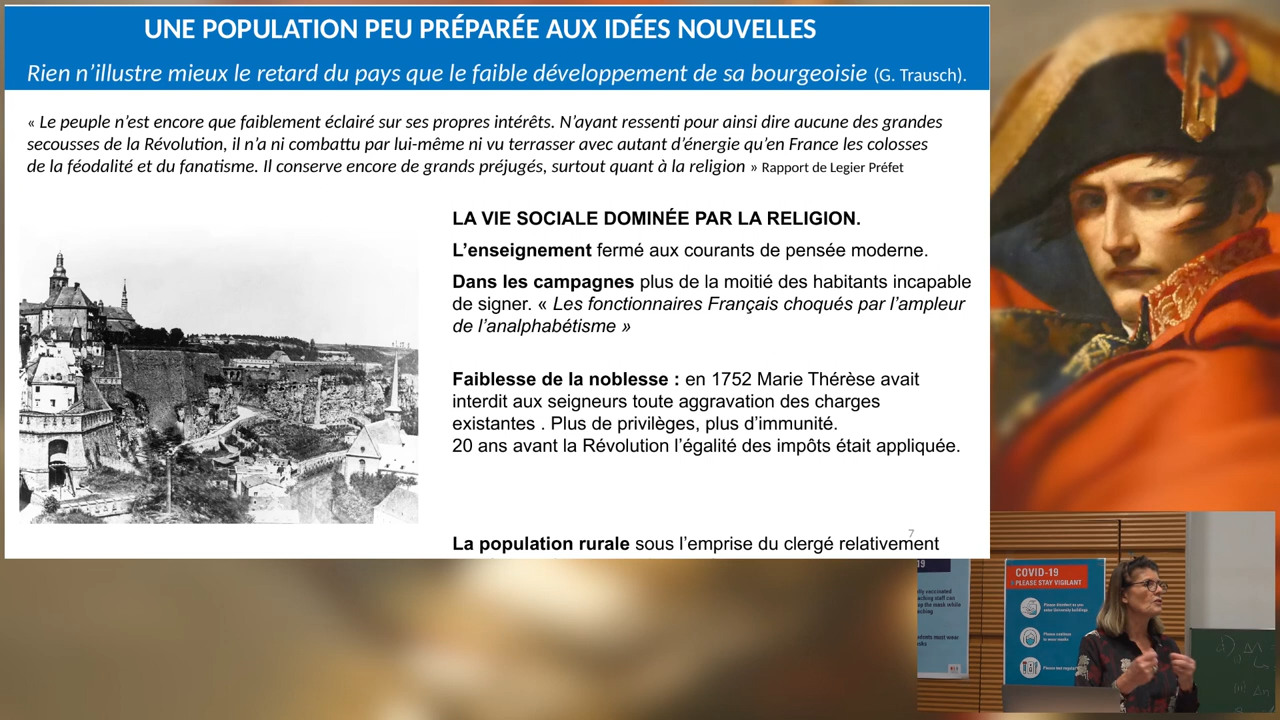 UNE POPULATION PEU PRÉPARÉE AUX IDÉES NOUVELLES
Rien n’illustre mieux le retard du pays que le faible développement de sa bourgeoisie (G. Trausch).
« Le peuple n’est encore que faiblement éclairé sur ses propres intérêts. N’ayant ressenti pour ainsi dire aucune des grandes
secousses de la Révolution, il n’a ni combattu par lui-même ni vu terrasser avec autant d’énergie qu’en France les colosses
de la féodalité et du fanatisme. Il conserve encore de grands préjugés, surtout quant à la religion » Rapport de Legier Préfet
LA VIE SOCIALE DOMINÉE PAR LA RELIGION.
L’enseignement fermé aux courants de pensée moderne.
Dans les campagnes plus de la moitié des habitants incapable
de signer. « Les fonctionnaires Français choqués par l’ampleur
de l’analphabétisme »
Faiblesse de la noblesse : en 1752 Marie Thérèse avait
interdit aux seigneurs toute aggravation des charges
existantes . Plus de privilèges, plus d’immunité.
20 ans avant la Révolution l’égalité des impôts était appliquée.
7
La population rurale sous l’emprise du clergé relativement
19
COVID-19
PLEASE STAY VIGILANT